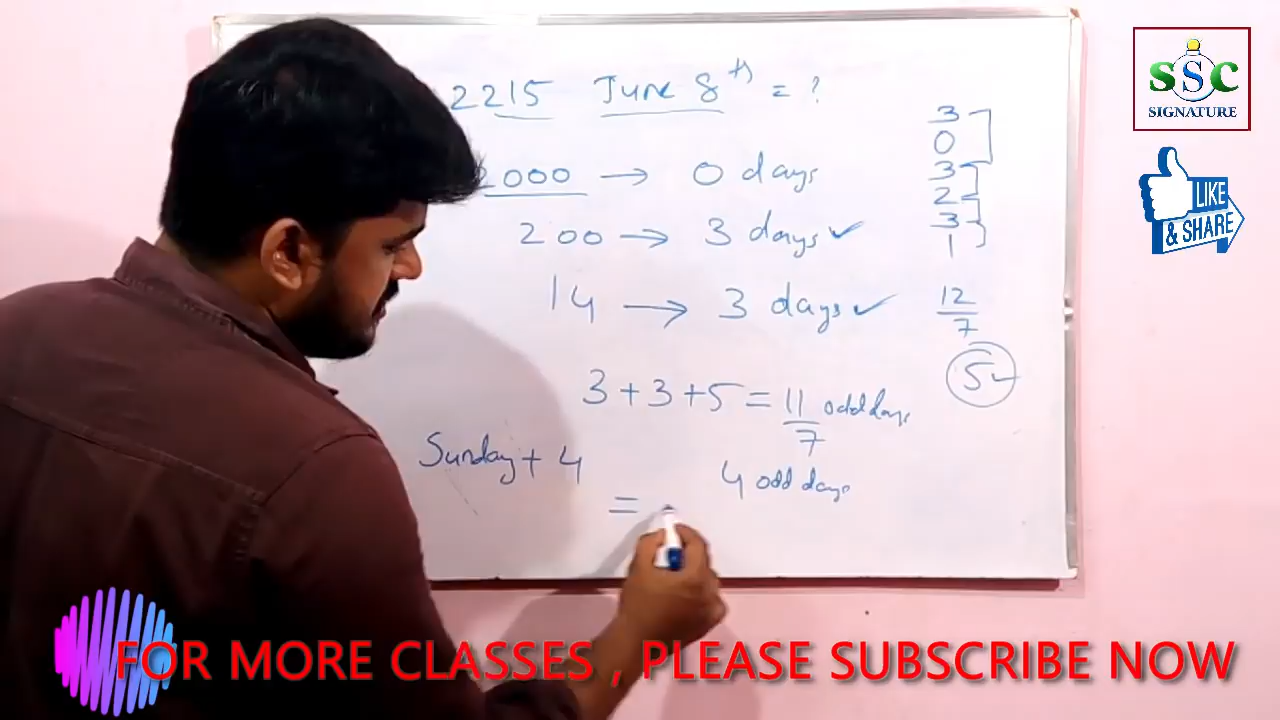 2215 June 8th = ?
2000 → 0 days
200 → 3 days ✓
14 → 3 days ✓
3 + 3 + 5 = 11/7 odd days
Sunday + 4
4 odd days
=
3
0
3
2
3
1
12/7
5
SSC
SIGNATURE
LIKE
& SHARE
FOR MORE CLASSES , PLEASE SUBSCRIBE NOW